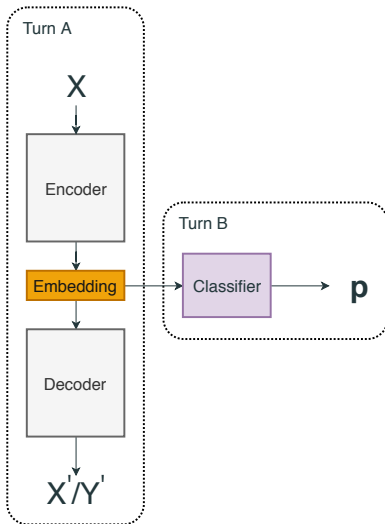 Turn A
X
Encoder
Turn B
Embedding
Classifier
p
Decoder
X'/Y'